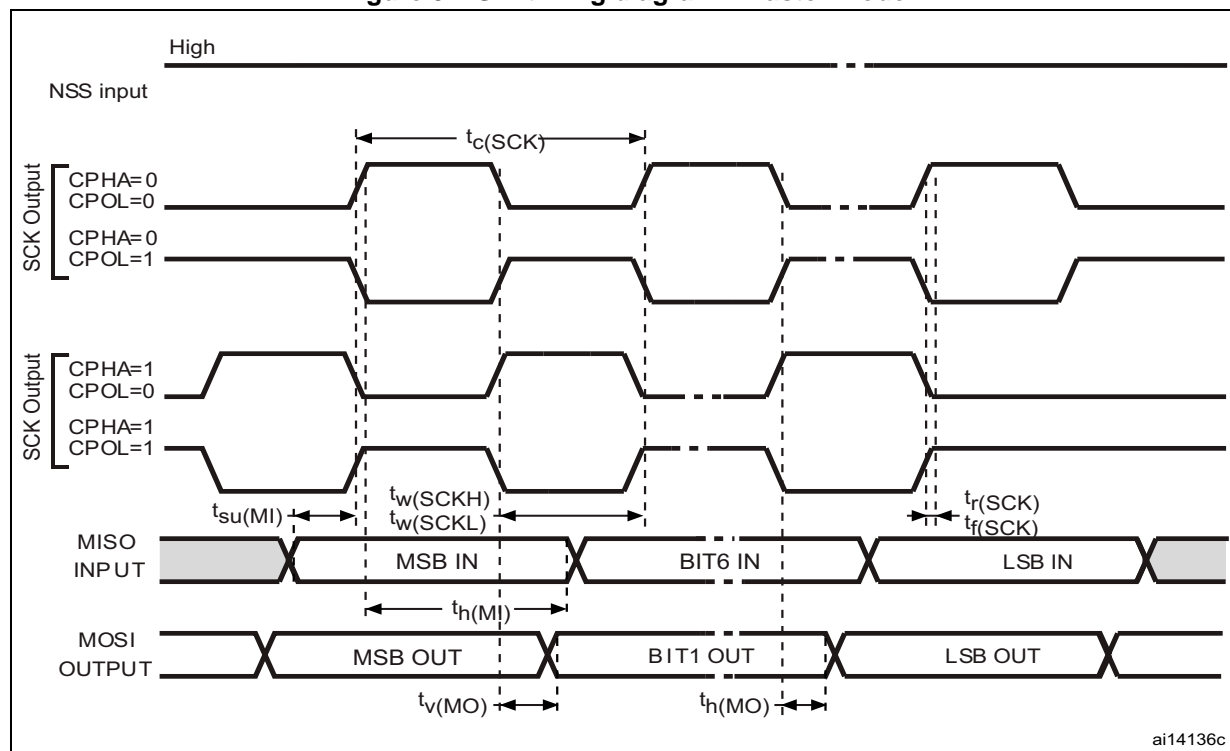 High
NSS input
tc(SCK)
SCK Output
CPHA=0
CPOL=0
CPHA=0
CPOL=1
SCK Output
CPHA=1
CPOL=0
CPHA=1
CPOL=1
tsu(MI)
tw(SCKH)
tw(SCKL)
tr(SCK)
tf(SCK)
MISO
INPUT
MSB IN
BIT6 IN
LSB IN
th(MI)
MOSI
OUTPUT
MSB OUT
BIT1 OUT
LSB OUT
tv(MO)
th(MO)
ai14136c